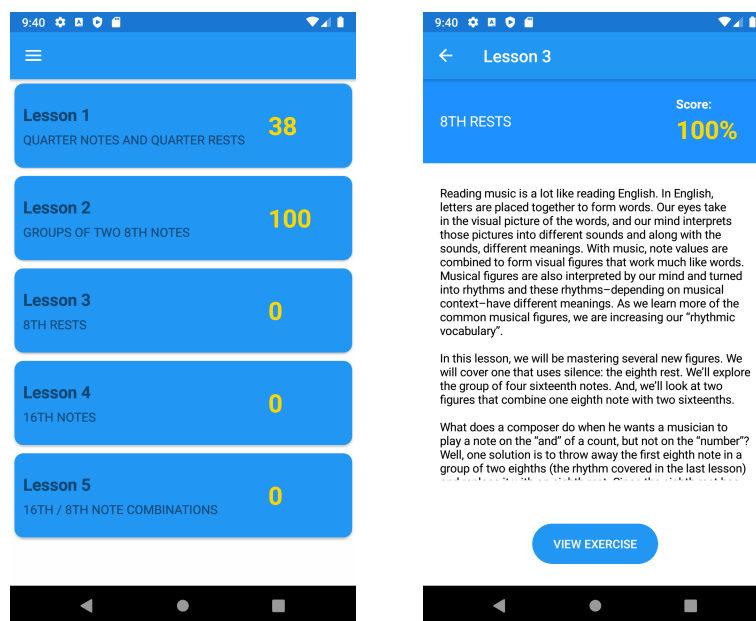 9:40
Lesson 1
QUARTER NOTES AND QUARTER RESTS
38
Lesson 2
GROUPS OF TWO 8TH NOTES
100
Lesson 3
8TH RESTS
0
Lesson 4
16TH NOTES
0
Lesson 5
16TH / 8TH NOTE COMBINATIONS
0
9:40
Lesson 3
8TH RESTS
Score:
100%
Reading music is a lot like reading English. In English,
letters are placed together to form words. Our eyes take
in the visual picture of the words, and our mind interprets
those pictures into different sounds and along with the
sounds, different meanings. With music, note values are
combined to form visual figures that work much like words.
Musical figures are also interpreted by our mind and turned
into rhythms and these rhythms–depending on musical
context–have different meanings. As we learn more of the
common musical figures, we are increasing our “rhythmic
vocabulary”.
In this lesson, we will be mastering several new figures. We
will cover one that uses silence: the eighth rest. We’ll explore
the group of four sixteenth notes. And, we’ll look at two
figures that combine one eighth note with two sixteenths.
What does a composer do when he wants a musician to
play a note on the “and” of a count, but not on the “number”?
Well, one solution is to throw away the first eighth note in a
group of two eighths (the rhythm covered in the last lesson)
VIEW EXERCISE